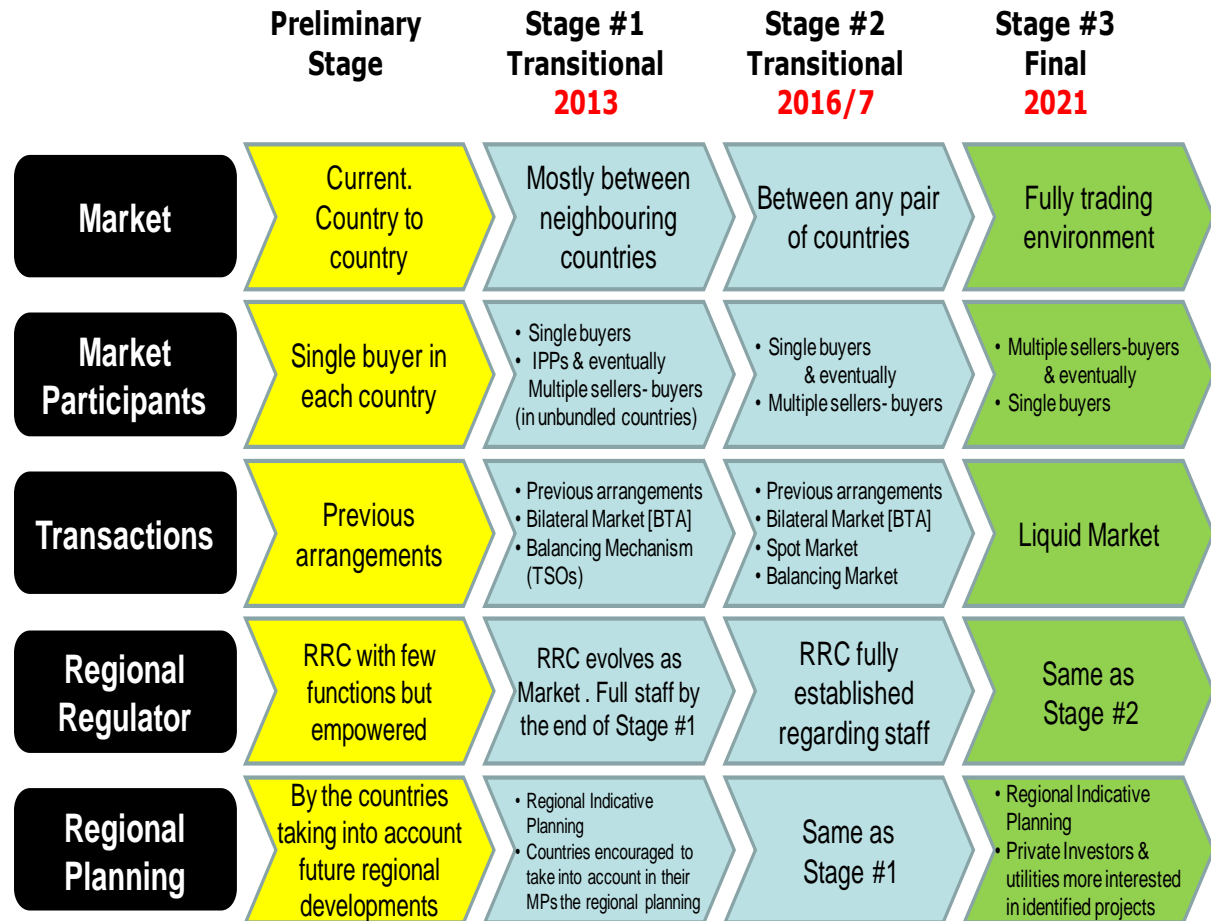 Preliminary
Stage
Stage #1
Transitional
2013
Stage #2
Transitional
2016/7
Stage #3
Final
2021
Market
Current.
Country to
country
Mostly between
neighbouring
countries
Between any pair
of countries
Fully trading
environment
Market
Participants
Single buyer in
each country
• Single buyers
• IPPs & eventually
Multiple sellers- buyers
(in unbundled countries)
• Single buyers
& eventually
• Multiple sellers- buyers
• Multiple sellers-buyers
& eventually
• Single buyers
Transactions
Previous
arrangements
• Previous arrangements
• Bilateral Market [BTA]
• Balancing Mechanism
(TSOs)
• Previous arrangements
• Bilateral Market [BTA]
• Spot Market
• Balancing Market
Liquid Market
Regional
Regulator
RRC with few
functions but
empowered
RRC evolves as
Market . Full staff by
the end of Stage #1
RRC fully
established
regarding staff
Same as
Stage #2
Regional
Planning
By the countries
taking into account
future regional
developments
• Regional Indicative
Planning
• Countries encouraged to
take into account in their
MPs the regional planning
Same as
Stage #1
• Regional Indicative
Planning
• Private Investors &
utilities more interested
in identified projects